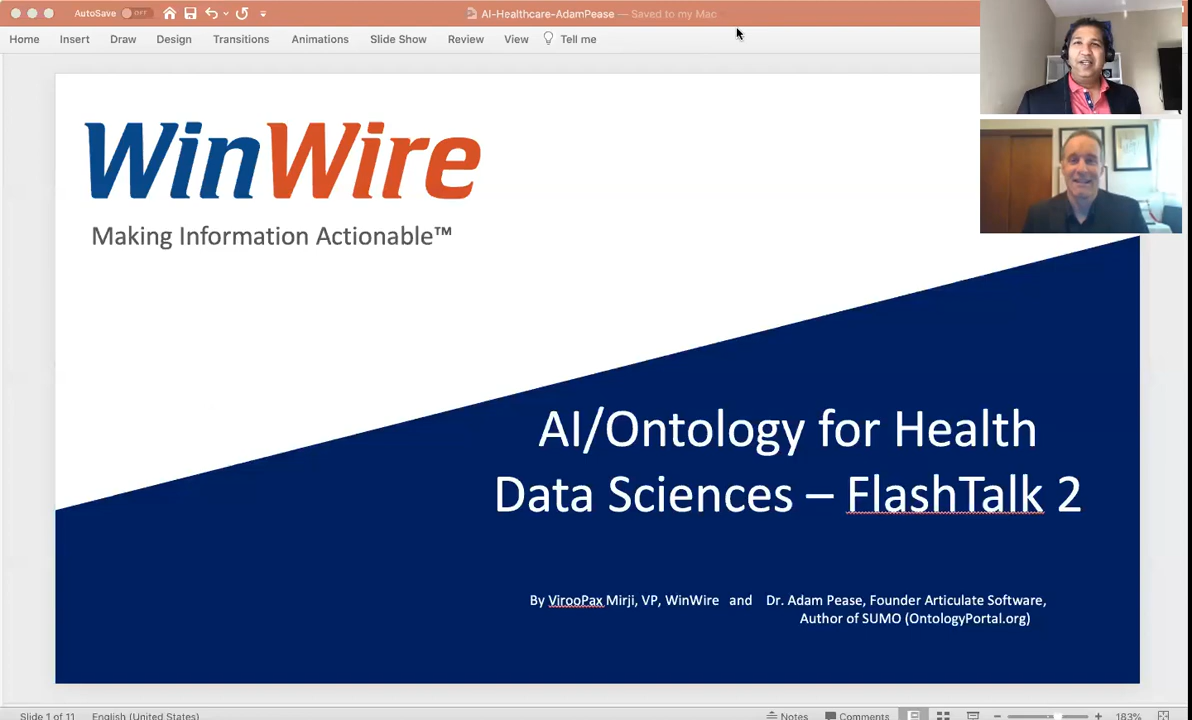 AutoSave OFF
AI-Healthcare-AdamPease — Saved to my Mac
Home Insert Draw Design Transitions Animations Slide Show Review View Tell me
WinWire
Making Information Actionable™
AI/Ontology for Health
Data Sciences – FlashTalk 2
By VirooPax Mirji, VP, WinWire and Dr. Adam Pease, Founder Articulate Software,
Author of SUMO (OntologyPortal.org)
Slide 1 of 11 English (United States) Notes Comments 183%